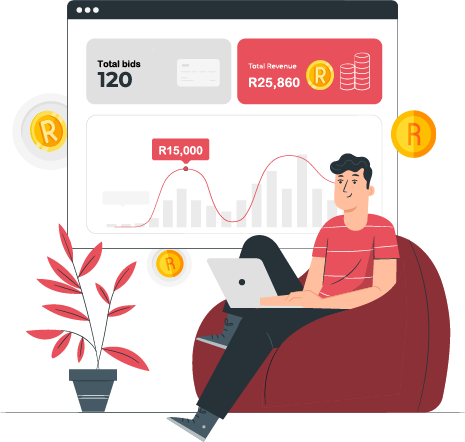 Total bids
120
Total Revenue
R25,860
R
R
R
R15,000
R